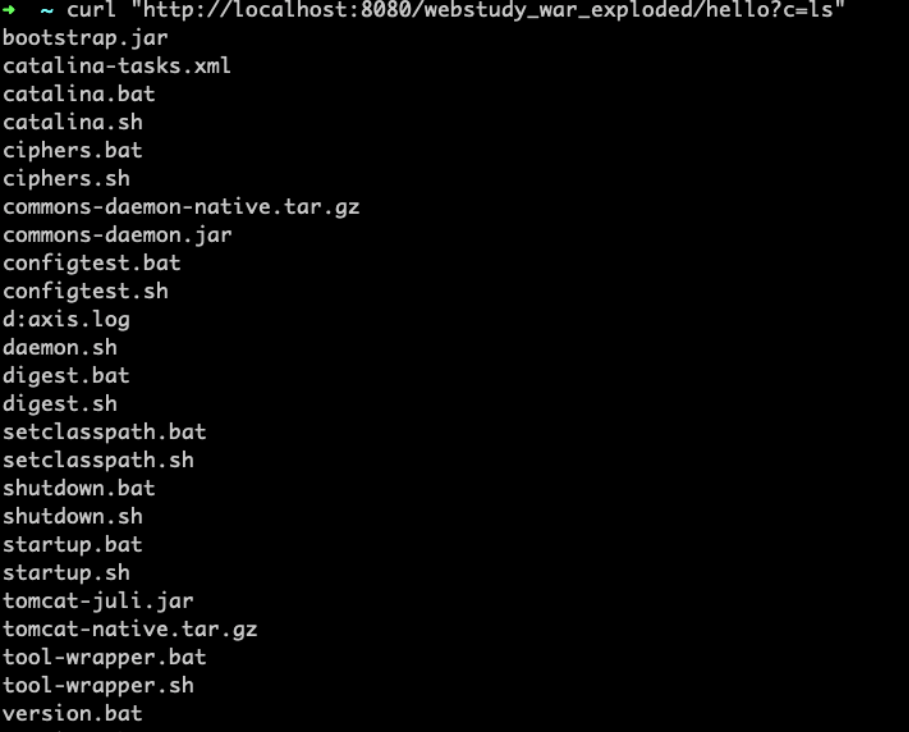 ➜  ~ curl "http://localhost:8080/webstudy_war_exploded/hello?c=ls"
bootstrap.jar
catalina-tasks.xml
catalina.bat
catalina.sh
ciphers.bat
ciphers.sh
commons-daemon-native.tar.gz
commons-daemon.jar
configtest.bat
configtest.sh
d:axis.log
daemon.sh
digest.bat
digest.sh
setclasspath.bat
setclasspath.sh
shutdown.bat
shutdown.sh
startup.bat
startup.sh
tomcat-juli.jar
tomcat-native.tar.gz
tool-wrapper.bat
tool-wrapper.sh
version.bat